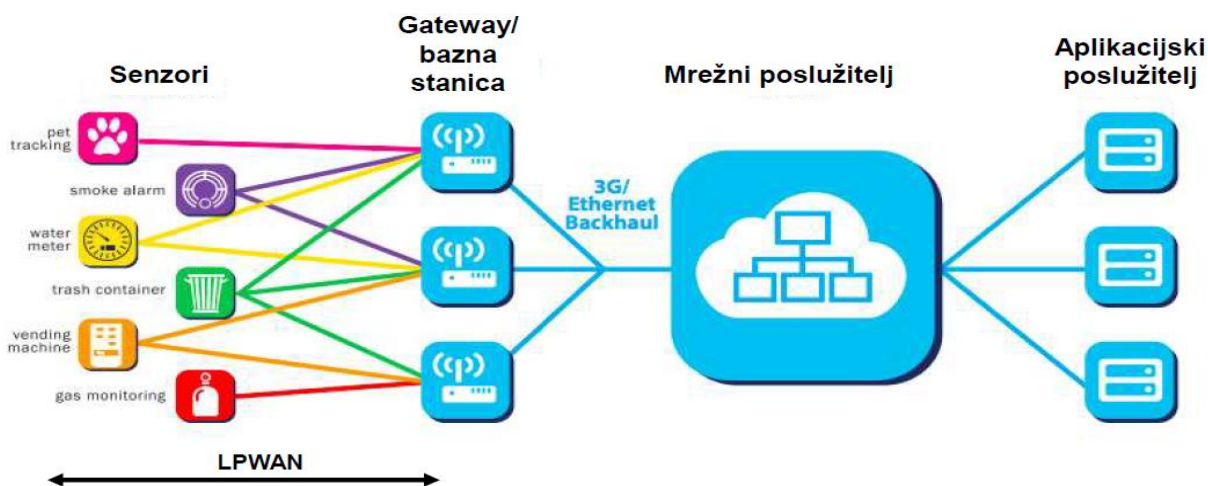 Senzori
Gateway/
bazna
stanica
Mrežni poslužitelj
Aplikacijski
poslužitelj
pet
tracking
smoke alarm
water
meter
trash container
vending
machine
gas monitoring
3G/
Ethernet
Backhaul
LPWAN